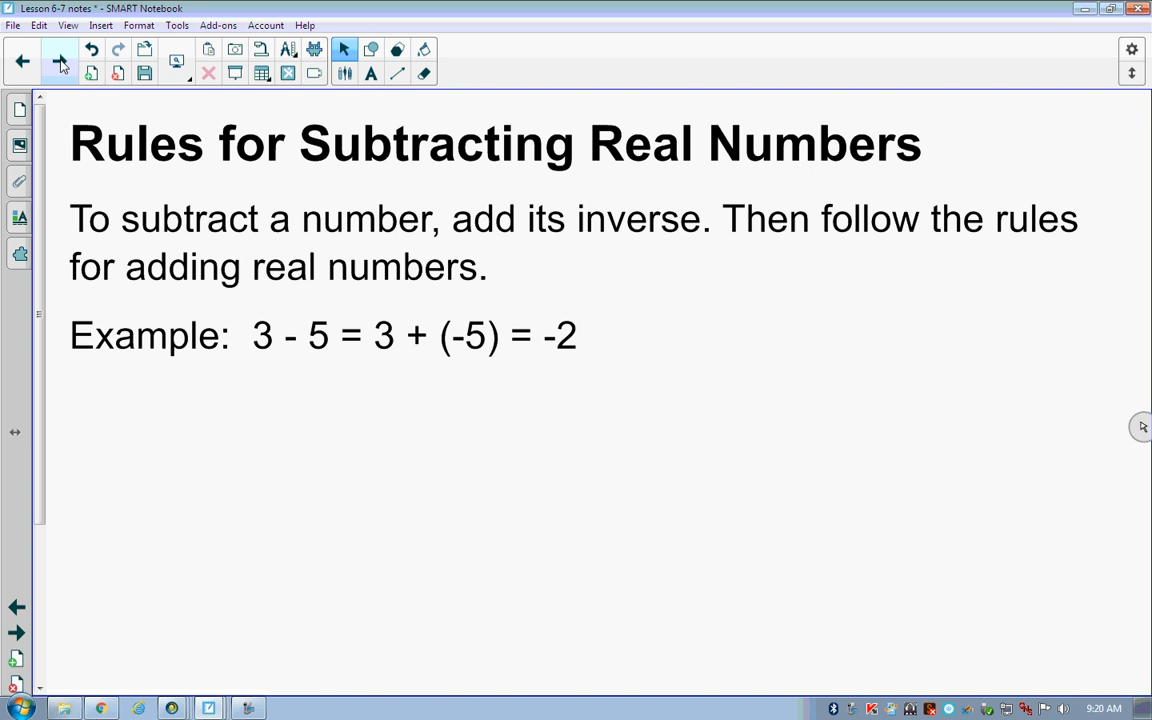 Lesson 6-7 notes * - SMART Notebook
File Edit View Insert Format Tools Add-ons Account Help
Rules for Subtracting Real Numbers
To subtract a number, add its inverse. Then follow the rules
for adding real numbers.
Example:  3 - 5 = 3 + (-5) = -2
9:20 AM